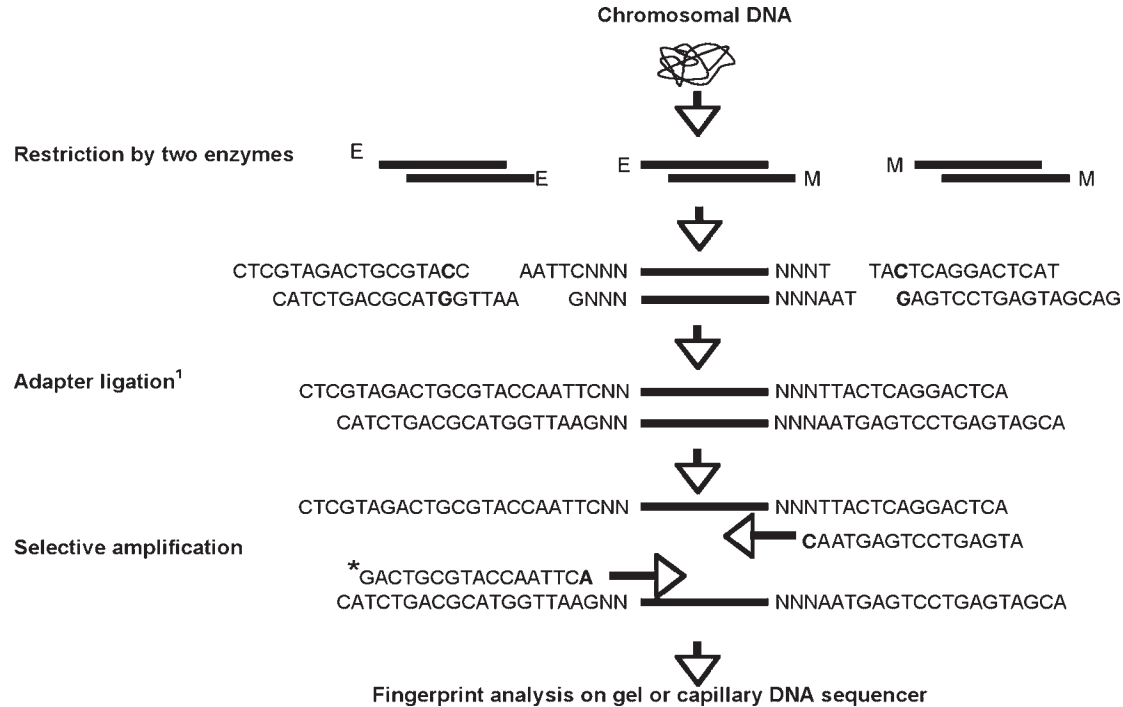 Chromosomal DNA
Restriction by two enzymes
E
E
E
M
M
M
CTCGTAGACTGCGTACC AATTCNNN NNNT TACTCAGGACTCAT
CATCTGACGCATGGTTAA GNNN NNNAAT GAGTCCTGAGTAGCAG
Adapter ligation1
CTCGTAGACTGCGTACCAATTCNN NNNTTACTCAGGACTCA
CATCTGACGCATGGTTAAGNN NNNAATGAGTCCTGAGTAGCA
CTCGTAGACTGCGTACCAATTCNN NNNTTACTCAGGACTCA
Selective amplification
CAATGAGTCCTGAGTA
*GACTGCGTACCAATTCA
CATCTGACGCATGGTTAAGNN NNNAATGAGTCCTGAGTAGCA
Fingerprint analysis on gel or capillary DNA sequencer